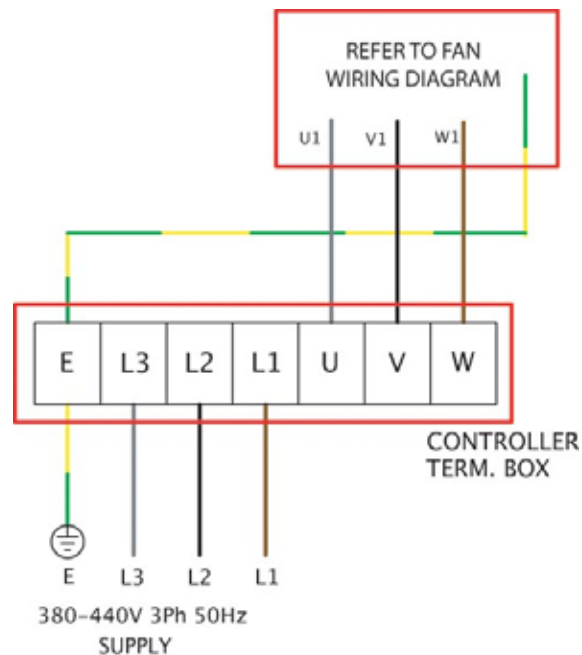 REFER TO FAN
WIRING DIAGRAM
U1 V1 W1
E L3 L2 L1 U V W
CONTROLLER
TERM. BOX
E L3 L2 L1
380-440V 3Ph 50Hz
SUPPLY